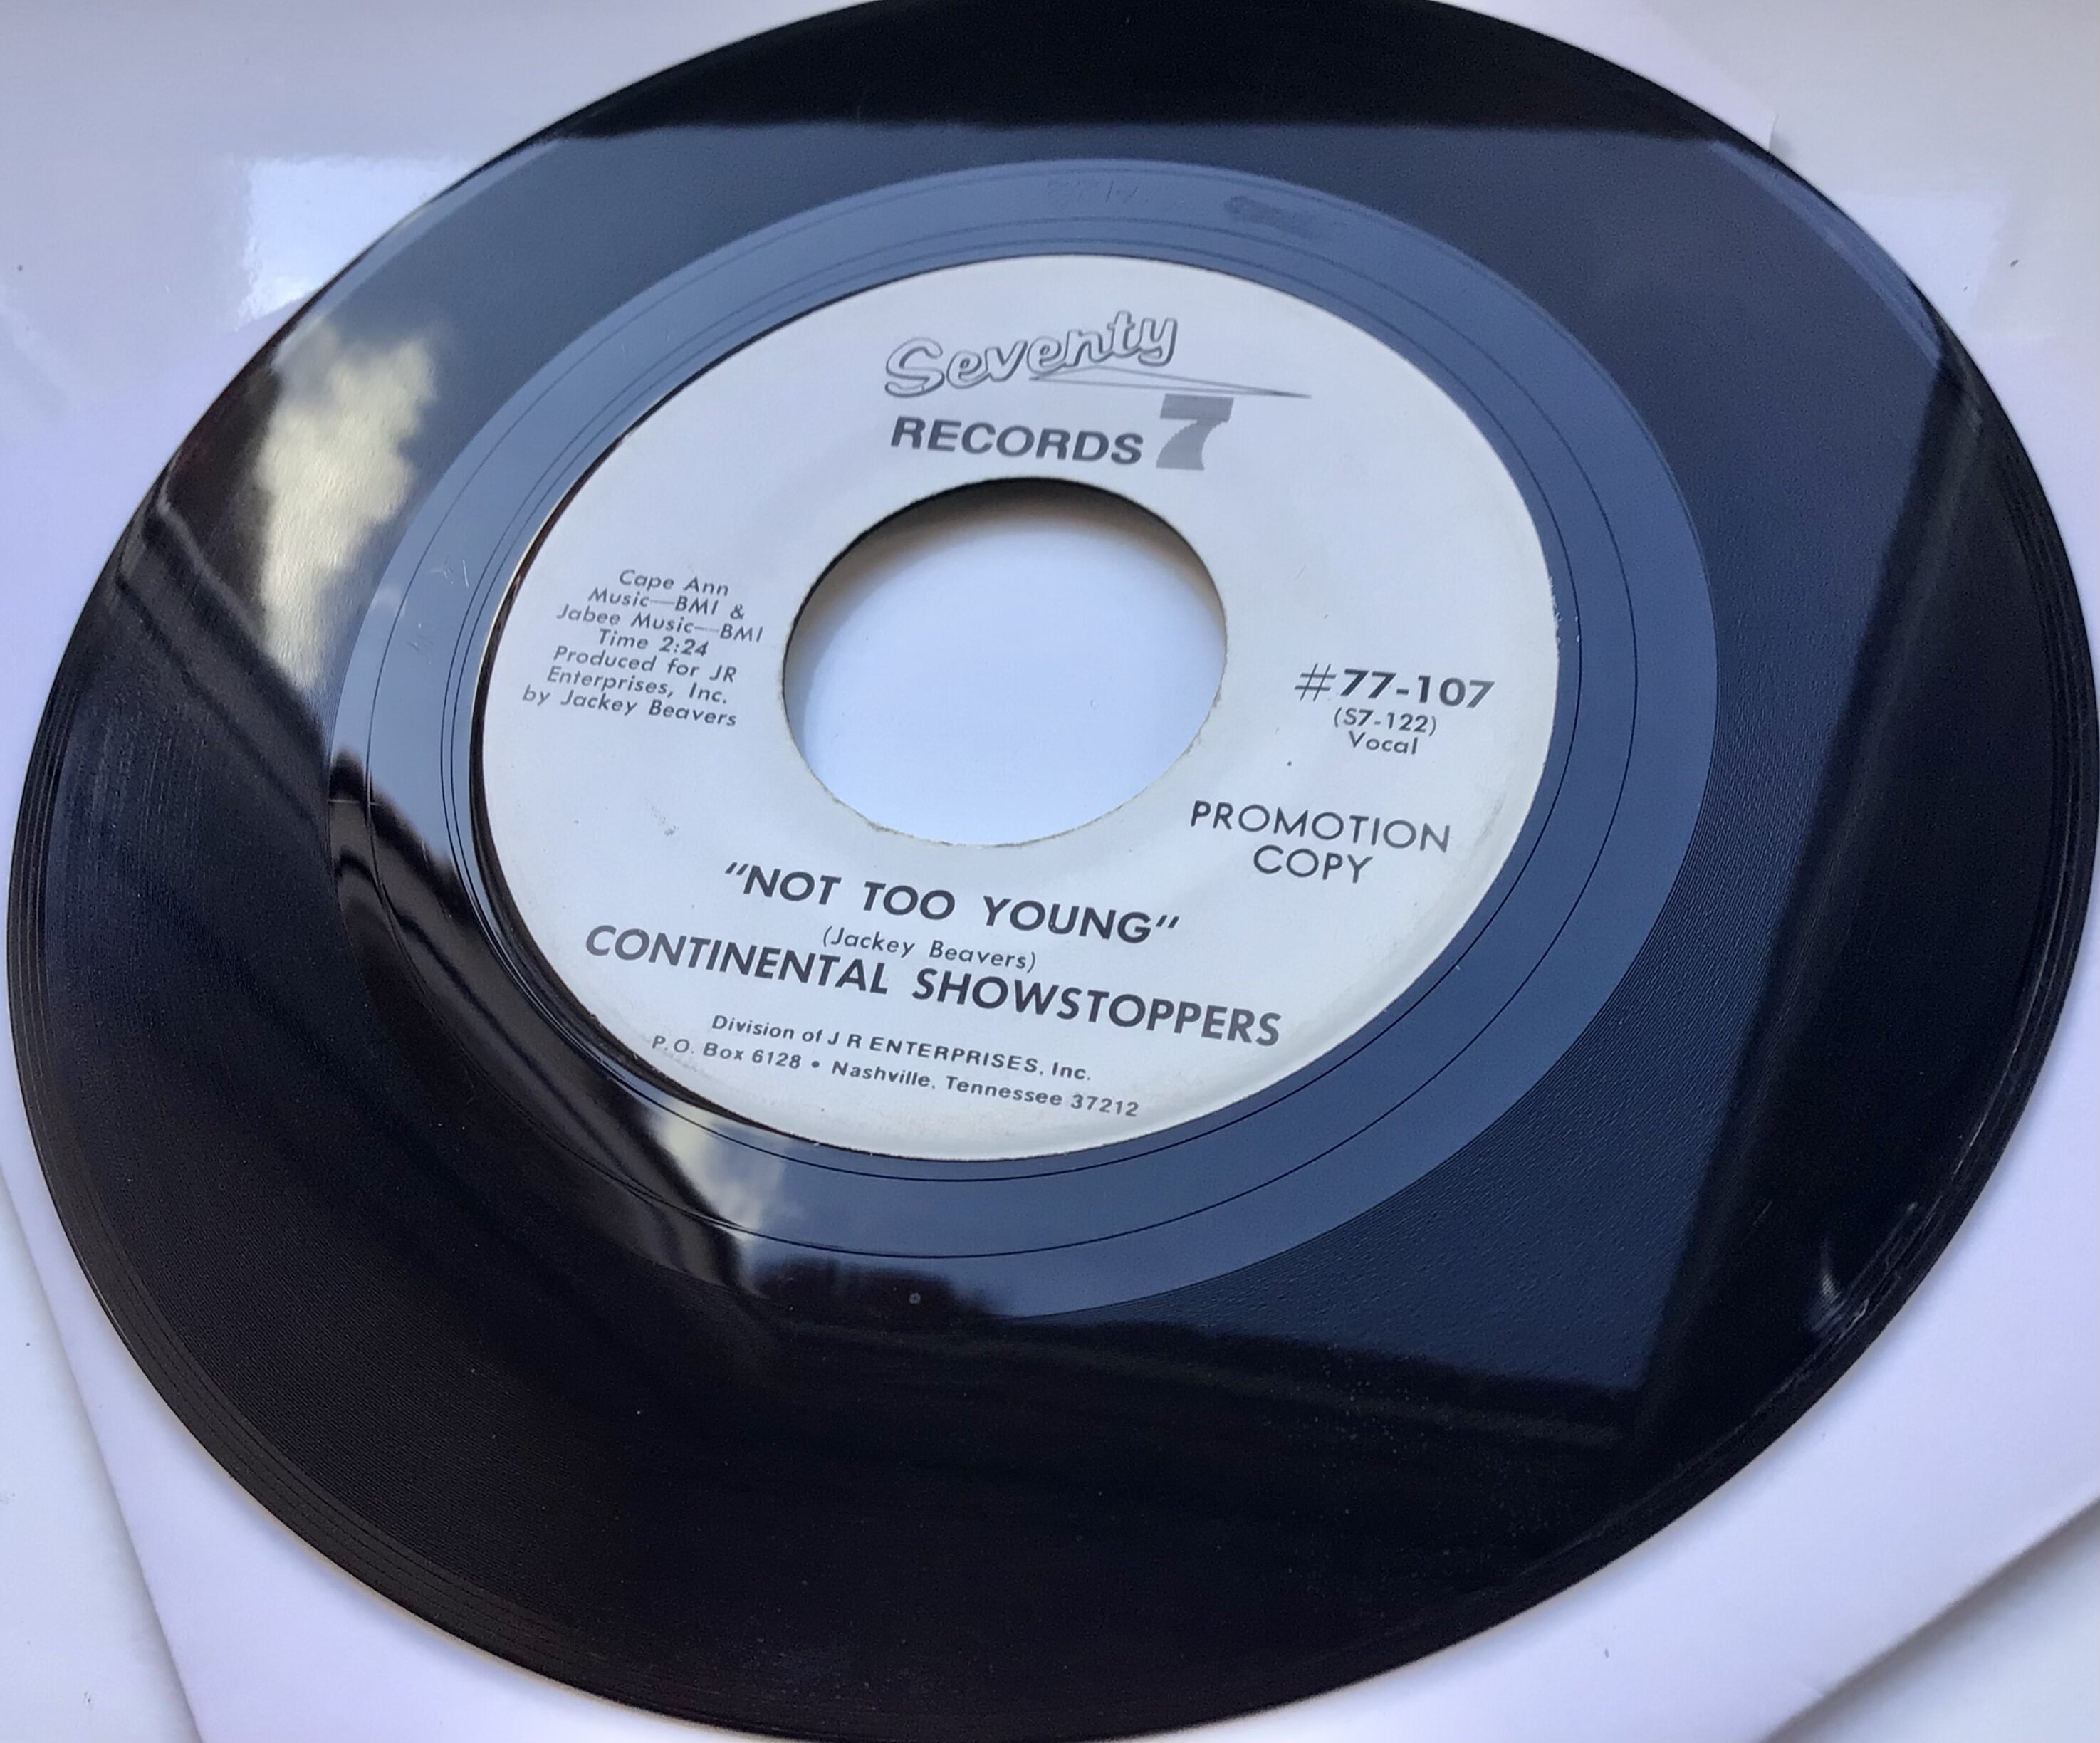 Seventy
RECORDS 7
Cape Ann
Music—BMI &
Jabee Music—BMI
Time 2:24
Produced for JR
Enterprises, Inc.
by Jackey Beavers
#77-107
(S7-122)
Vocal
PROMOTION
COPY
"NOT TOO YOUNG"
(Jackey Beavers)
CONTINENTAL SHOWSTOPPERS
Division of J R ENTERPRISES, Inc.
P.O. Box 6128 • Nashville, Tennessee 37212